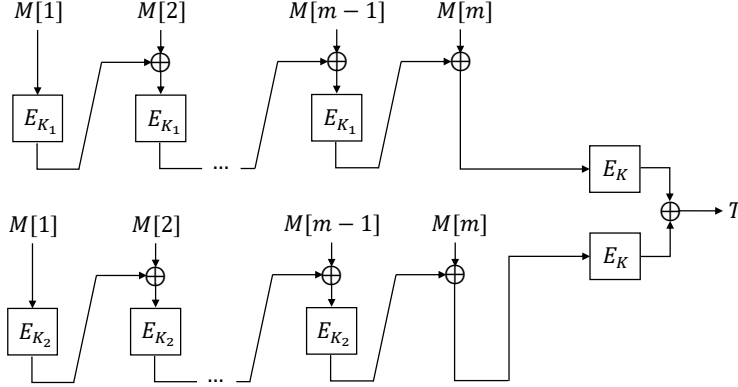 M[1] M[2] M[m − 1] M[m]
E_{K_1} E_{K_1} E_{K_1}
...
E_K
T
E_K
M[1] M[2] M[m − 1] M[m]
E_{K_2} E_{K_2} E_{K_2}
...